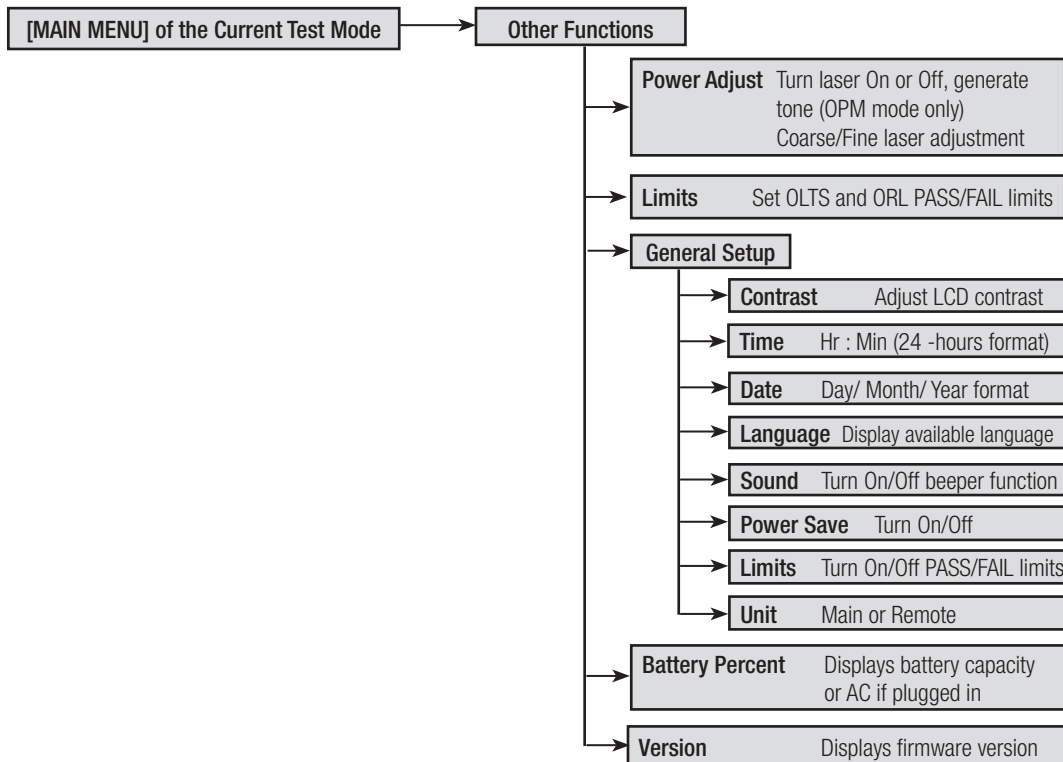 [MAIN MENU] of the Current Test Mode
Other Functions
Power Adjust Turn laser On or Off, generate
tone (OPM mode only)
Coarse/Fine laser adjustment
Limits Set OLTS and ORL PASS/FAIL limits
General Setup
Contrast Adjust LCD contrast
Time Hr : Min (24 -hours format)
Date Day/ Month/ Year format
Language Display available language
Sound Turn On/Off beeper function
Power Save Turn On/Off
Limits Turn On/Off PASS/FAIL limits
Unit Main or Remote
Battery Percent Displays battery capacity
or AC if plugged in
Version Displays firmware version